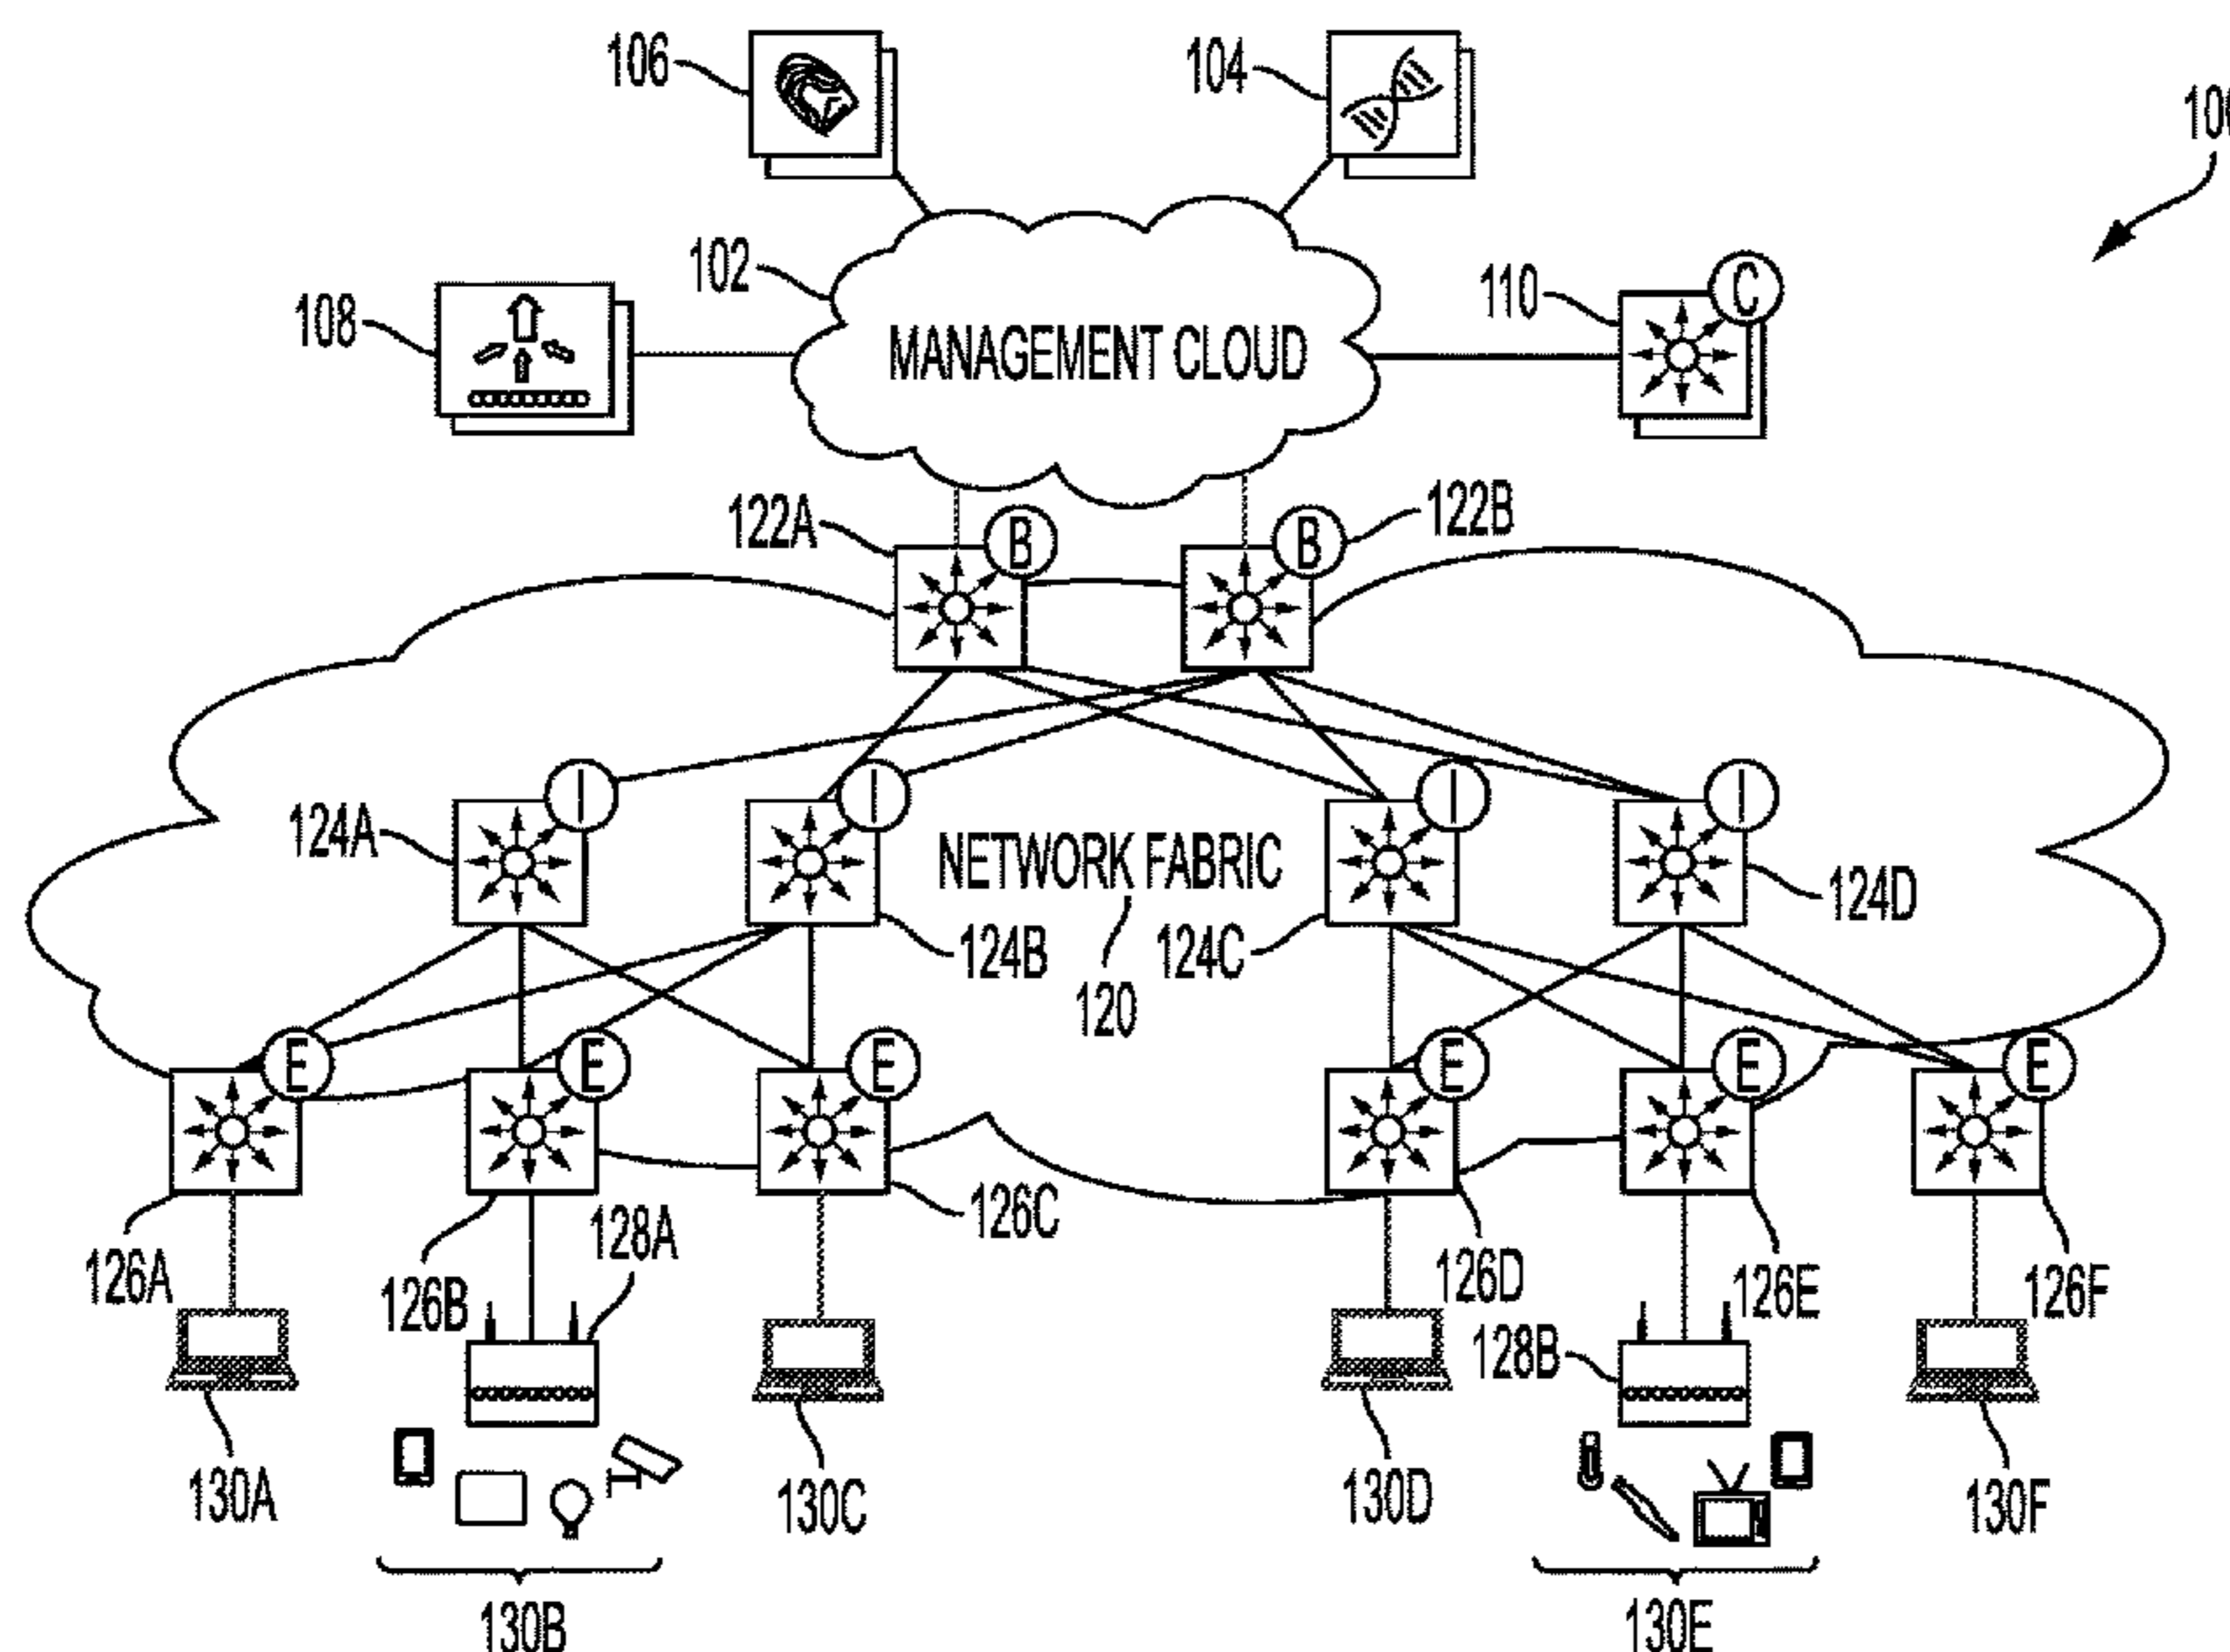 106
104
100
102
110
C
108
MANAGEMENT CLOUD
122A
B
B
122B
I
I
I
I
124A
NETWORK FABRIC
124D
124B
124C
120
E
E
E
E
E
E
126A
128A
126C
126B
126D
126E
126F
128B
130A
130C
130D
130F
130B
130E